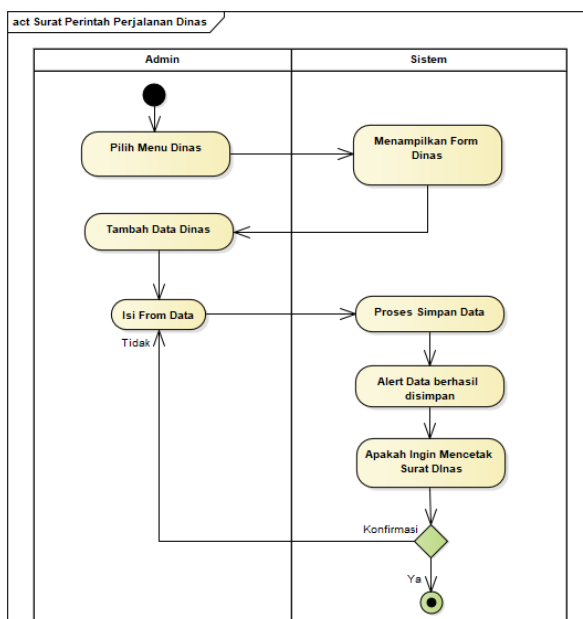 act Surat Perintah Perjalanan Dinas
Admin
Sistem
Pilih Menu Dinas
Menampilkan Form
Dinas
Tambah Data Dinas
Isi From Data
Proses Simpan Data
Tidak
Alert Data berhasil
disimpan
Apakah Ingin Mencetak
Surat DInas
Konfirmasi
Ya